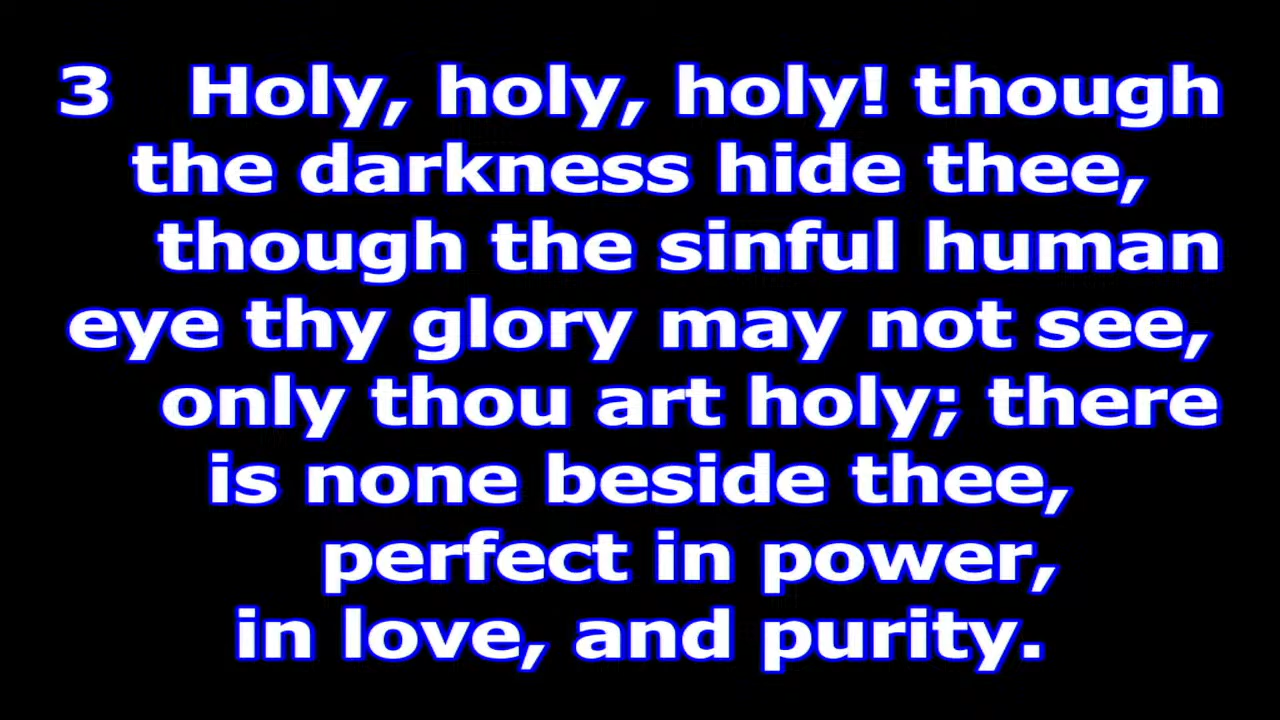 3 Holy, holy, holy! though
the darkness hide thee,
though the sinful human
eye thy glory may not see,
only thou art holy; there
is none beside thee,
perfect in power,
in love, and purity.